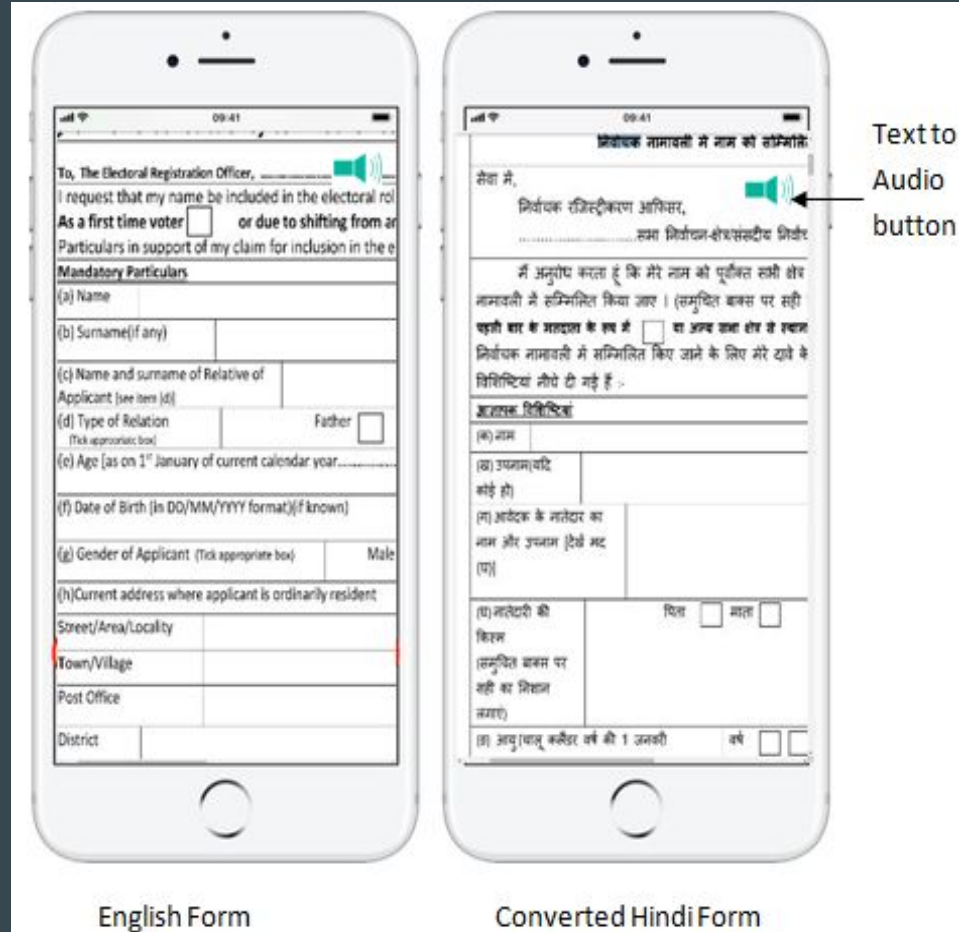 09:41
To, The Electoral Registration Officer,
I request that my name be included in the electoral rol
As a first time voter or due to shifting from ar
Particulars in support of my claim for inclusion in the e
Mandatory Particulars
(a) Name
(b) Surname(if any)
(c) Name and surname of Relative of
Applicant [see item (d)]
(d) Type of Relation Father
(Tick appropriate box)
(e) Age [as on 1st January of current calendar year..............
(f) Date of Birth (in DD/MM/YYYY format)(if known)
(g) Gender of Applicant (Tick appropriate box) Male
(h)Current address where applicant is ordinarily resident
Street/Area/Locality
Town/Village
Post Office
District
English Form
09:41
निर्वाचक नामावली में नाम को सम्मिलि
सेवा में,
निर्वाचक रजिस्ट्रीकरण आफिसर,
.........................सभा निर्वाचन-क्षेत्र/संसदीय निर्वाच
मैं अनुरोध करता हूं कि मेरे नाम को पूर्वोक्त सभी क्षेत्र
नामावली में सम्मिलित किया जाए । (समुचित बाक्स पर सही
पहली बार के मतदाता के रूप में या अन्य सभा क्षेत्र से स्थान
निर्वाचक नामावली में सम्मिलित किए जाने के लिए मेरे दावे के
विशिष्टियां नीचे दी गई हैं :-
आज्ञापक विशिष्टियां
(क) नाम
(ख) उपनाम(यदि
कोई हो)
(ग) आवेदक के नातेदार का
नाम और उपनाम [देखें मद
(घ)]
(घ) नातेदारी की पिता माता
किस्म
(समुचित बाक्स पर
सही का निशान
लगाएं)
(ङ) आयु [चालू कलैंडर वर्ष की 1 जनवरी वर्ष
Converted Hindi Form
Text to
Audio
button